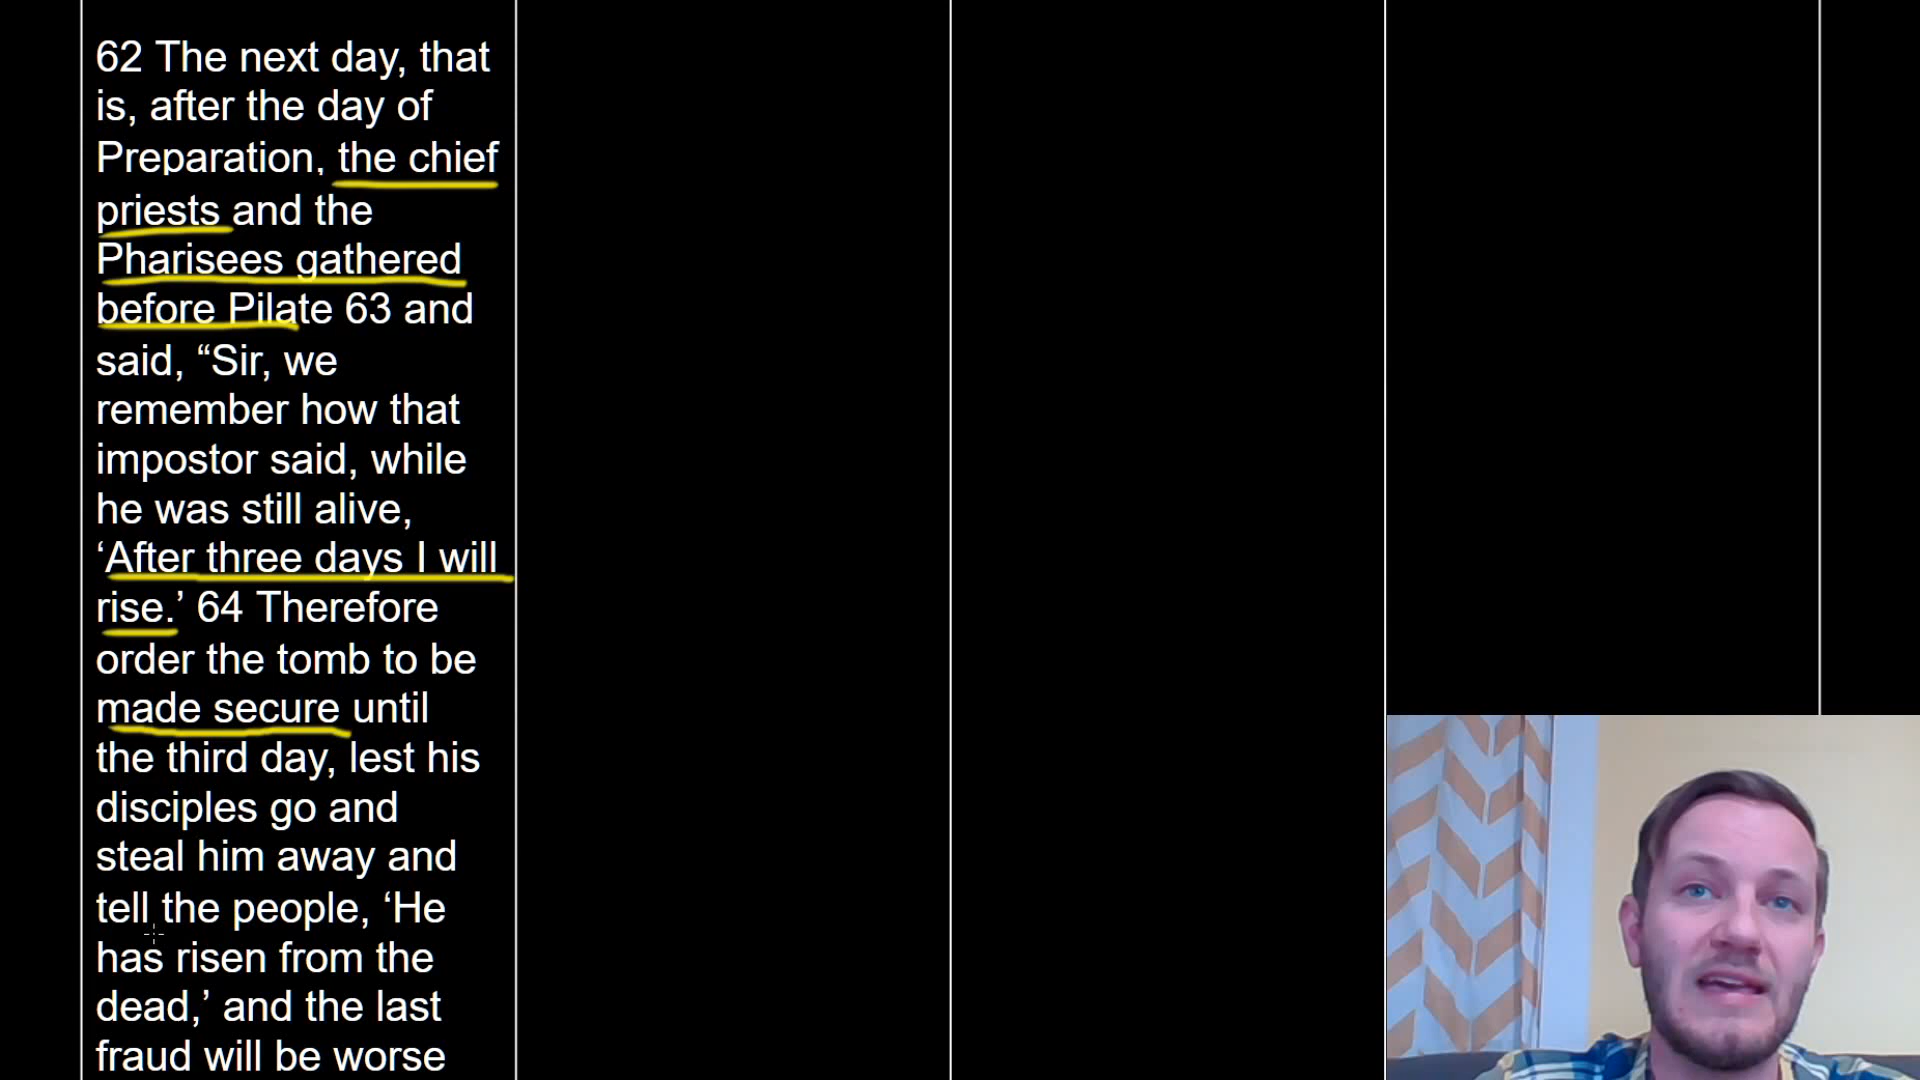 62 The next day, that
is, after the day of
Preparation, the chief
priests and the
Pharisees gathered
before Pilate 63 and
said, “Sir, we
remember how that
impostor said, while
he was still alive,
‘After three days I will
rise.’ 64 Therefore
order the tomb to be
made secure until
the third day, lest his
disciples go and
steal him away and
tell the people, ‘He
has risen from the
dead,’ and the last
fraud will be worse